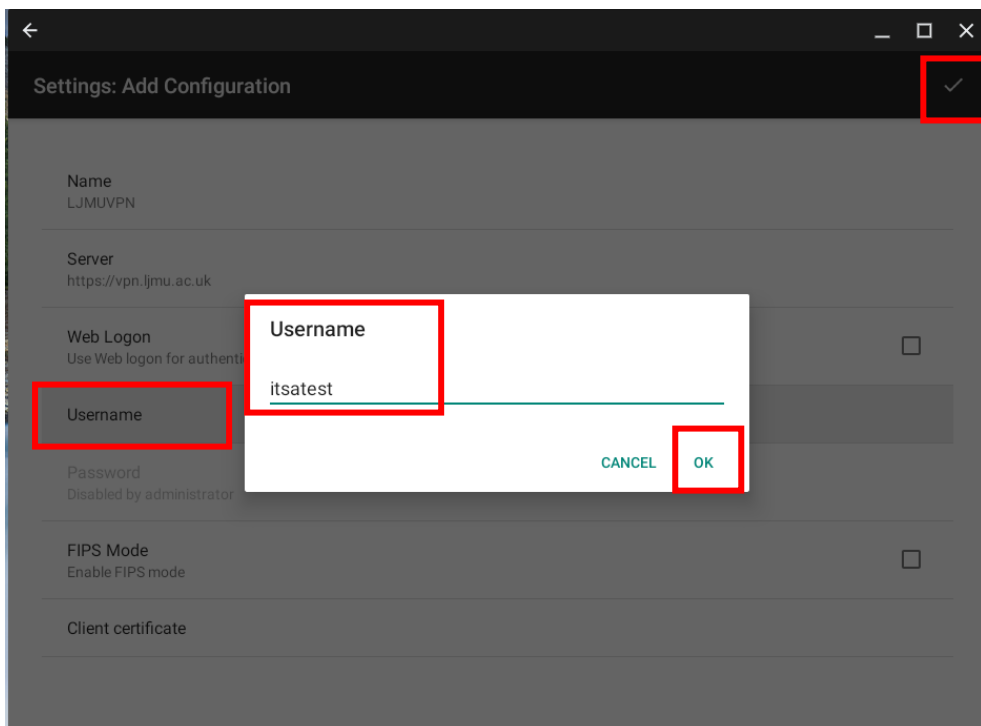 Settings: Add Configuration
Name
LJMUVPN
Server
https://vpn.ljmu.ac.uk
Web Logon
Use Web logon for authenti
Username
Password
Disabled by administrator
FIPS Mode
Enable FIPS mode
Client certificate
Username
itsatest
CANCEL OK